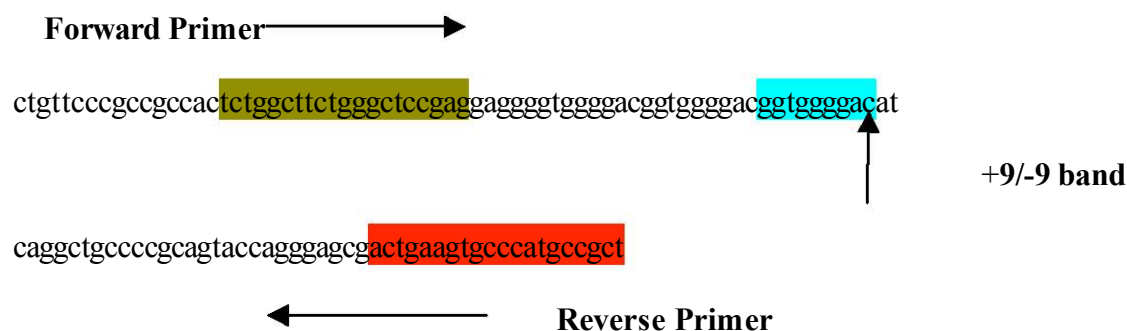 Forward Primer
ctgttcccgccgccactctggcttctgggctccgaggaggggtggggacggtggggacggtggggacat
+9/-9 band
caggctgccccgcagtaccagggagcgactgaagtgcccatgccgct
Reverse Primer